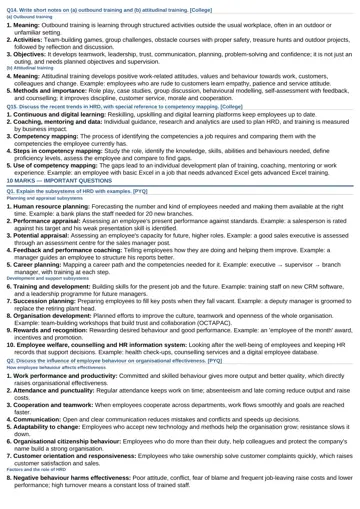 Q14. Write short notes on (a) outbound training and (b) attitudinal training. [College]
(a) Outbound training
1. Meaning: Outbound training is learning through structured activities outside the usual workplace, often in an outdoor or
unfamiliar setting.
2. Activities: Team-building games, group challenges, obstacle courses with proper safety, treasure hunts and outdoor projects,
followed by reflection and discussion.
3. Objectives: It develops teamwork, leadership, trust, communication, planning, problem-solving and confidence; it is not just an
outing, and needs planned objectives and supervision.
(b) Attitudinal training
4. Meaning: Attitudinal training develops positive work-related attitudes, values and behaviour towards work, customers,
colleagues and change. Example: employees who are rude to customers learn empathy, patience and service attitude.
5. Methods and importance: Role play, case studies, group discussion, behavioural modelling, self-assessment with feedback,
and counselling; it improves discipline, customer service, morale and cooperation.
Q15. Discuss the recent trends in HRD, with special reference to competency mapping. [College]
1. Continuous and digital learning: Reskilling, upskilling and digital learning platforms keep employees up to date.
2. Coaching, mentoring and data: Individual guidance, research and analytics are used to plan HRD, and training is measured
by business impact.
3. Competency mapping: The process of identifying the competencies a job requires and comparing them with the
competencies the employee currently has.
4. Steps in competency mapping: Study the role, identify the knowledge, skills, abilities and behaviours needed, define
proficiency levels, assess the employee and compare to find gaps.
5. Use of competency mapping: The gaps lead to an individual development plan of training, coaching, mentoring or work
experience. Example: an employee with basic Excel in a job that needs advanced Excel gets advanced Excel training.
10 MARKS — IMPORTANT QUESTIONS
Q1. Explain the subsystems of HRD with examples. [PYQ]
Planning and appraisal subsystems
1. Human resource planning: Forecasting the number and kind of employees needed and making them available at the right
time. Example: a bank plans the staff needed for 20 new branches.
2. Performance appraisal: Assessing an employee's present performance against standards. Example: a salesperson is rated
against his target and his weak presentation skill is identified.
3. Potential appraisal: Assessing an employee's capacity for future, higher roles. Example: a good sales executive is assessed
through an assessment centre for the sales manager post.
4. Feedback and performance coaching: Telling employees how they are doing and helping them improve. Example: a
manager guides an employee to structure his reports better.
5. Career planning: Mapping a career path and the competencies needed for it. Example: executive → supervisor → branch
manager, with training at each step.
Development and support subsystems
6. Training and development: Building skills for the present job and the future. Example: training staff on new CRM software,
and a leadership programme for future managers.
7. Succession planning: Preparing employees to fill key posts when they fall vacant. Example: a deputy manager is groomed to
replace the retiring plant head.
8. Organisation development: Planned efforts to improve the culture, teamwork and openness of the whole organisation.
Example: team-building workshops that build trust and collaboration (OCTAPAC).
9. Rewards and recognition: Rewarding desired behaviour and good performance. Example: an 'employee of the month' award,
incentives and promotion.
10. Employee welfare, counselling and HR information system: Looking after the well-being of employees and keeping HR
records that support decisions. Example: health check-ups, counselling services and a digital employee database.
Q2. Discuss the influence of employee behaviour on organisational effectiveness. [PYQ]
How employee behaviour affects effectiveness
1. Work performance and productivity: Committed and skilled behaviour gives more output and better quality, which directly
raises organisational effectiveness.
2. Attendance and punctuality: Regular attendance keeps work on time; absenteeism and late coming reduce output and raise
costs.
3. Cooperation and teamwork: When employees cooperate across departments, work flows smoothly and goals are reached
faster.
4. Communication: Open and clear communication reduces mistakes and conflicts and speeds up decisions.
5. Adaptability to change: Employees who accept new technology and methods help the organisation grow; resistance slows it
down.
6. Organisational citizenship behaviour: Employees who do more than their duty, help colleagues and protect the company's
name build a strong organisation.
7. Customer orientation and responsiveness: Employees who take ownership solve customer complaints quickly, which raises
customer satisfaction and sales.
Factors and the role of HRD
8. Negative behaviour harms effectiveness: Poor attitude, conflict, fear of blame and frequent job-leaving raise costs and lower
performance; high turnover means a constant loss of trained staff.